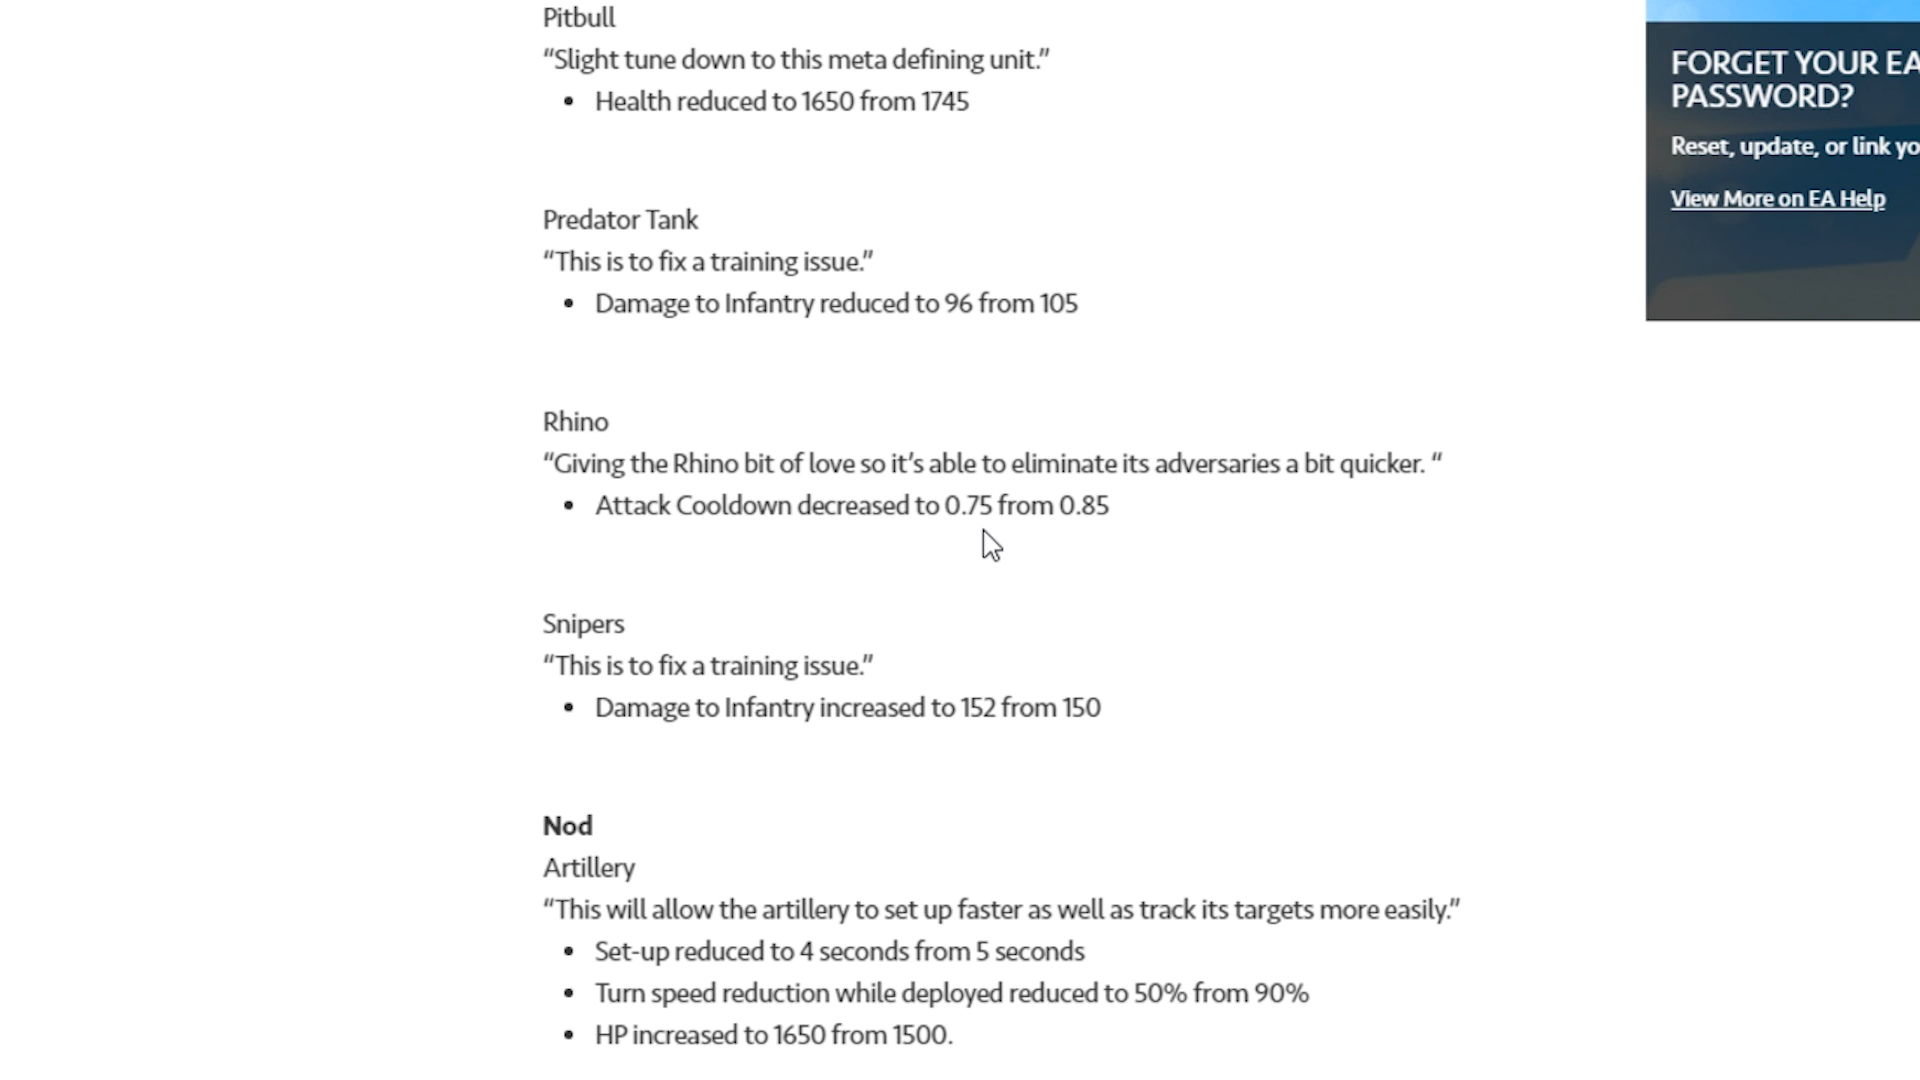 Pitbull
“Slight tune down to this meta defining unit.”
• Health reduced to 1650 from 1745
Predator Tank
“This is to fix a training issue.”
• Damage to Infantry reduced to 96 from 105
Rhino
“Giving the Rhino bit of love so it’s able to eliminate its adversaries a bit quicker. “
• Attack Cooldown decreased to 0.75 from 0.85
Snipers
“This is to fix a training issue.”
• Damage to Infantry increased to 152 from 150
Nod
Artillery
“This will allow the artillery to set up faster as well as track its targets more easily.”
• Set-up reduced to 4 seconds from 5 seconds
• Turn speed reduction while deployed reduced to 50% from 90%
• HP increased to 1650 from 1500.
FORGET YOUR EA
PASSWORD?
Reset, update, or link yo
View More on EA Help